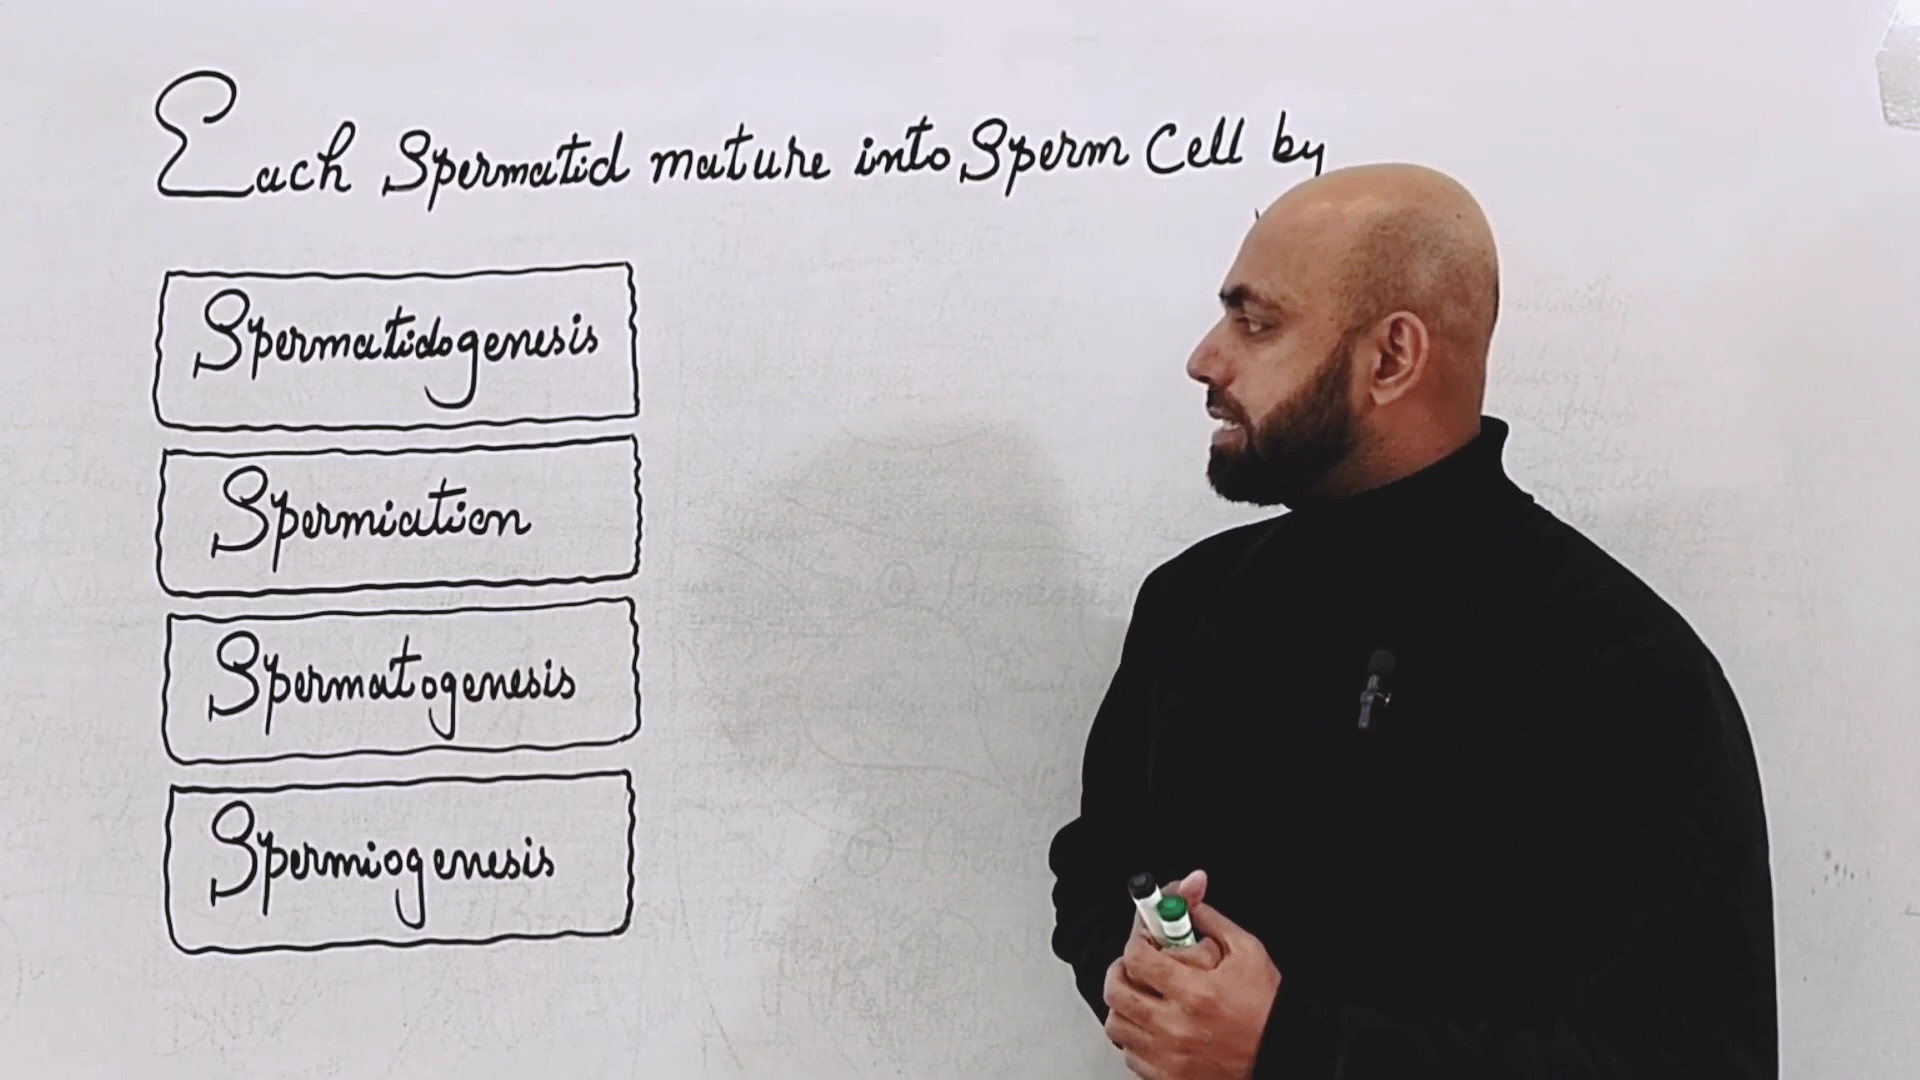 Each Spermatid mature into Sperm Cell by
Spermatidogenesis
Spermiation
Spermatogenesis
Spermiogenesis